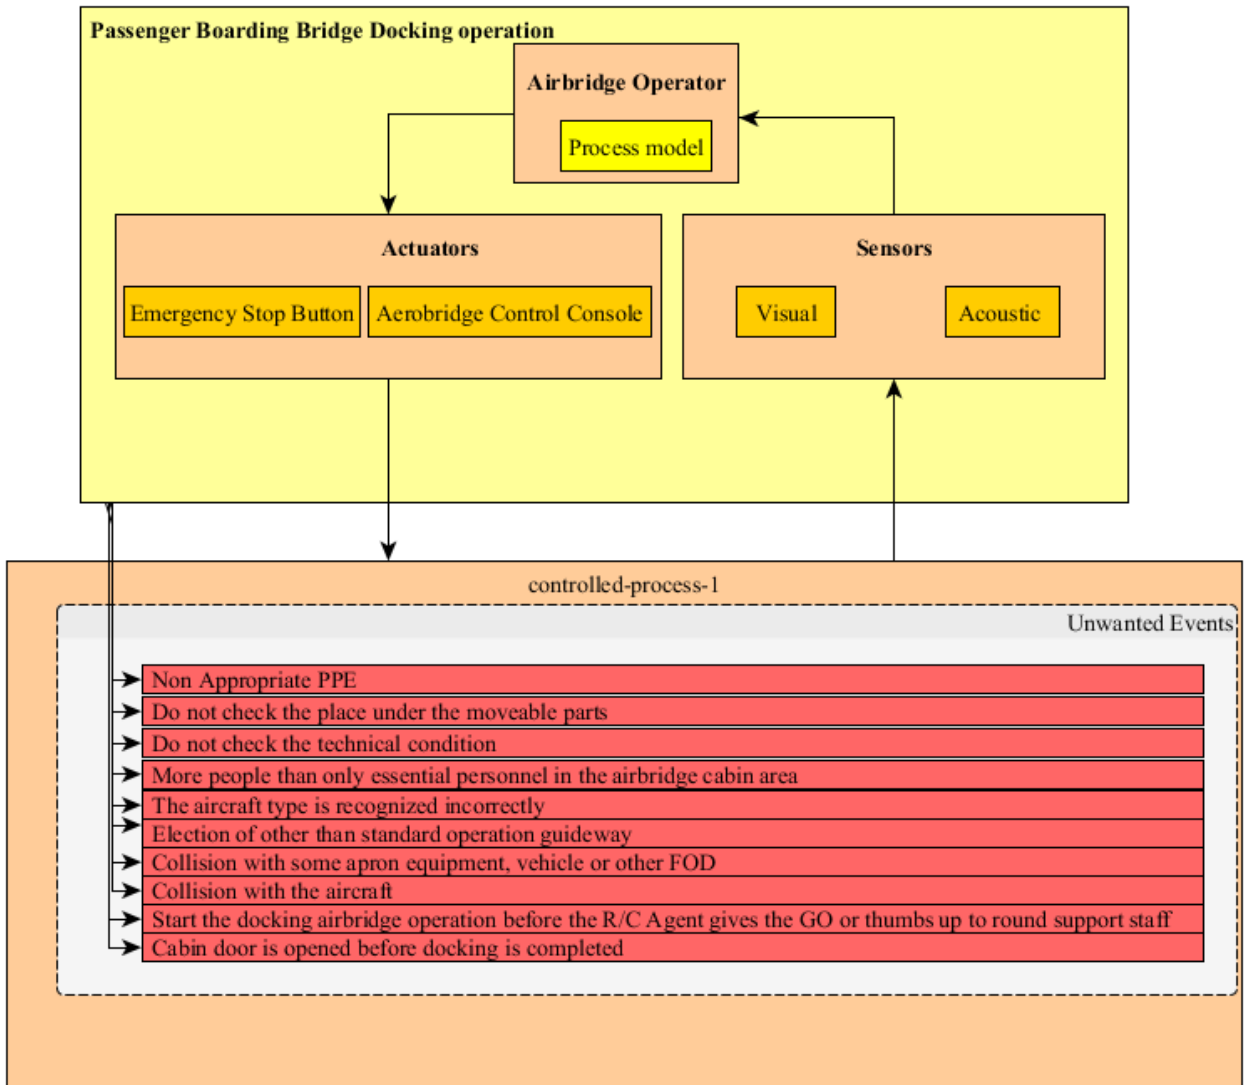 Passenger Boarding Bridge Docking operation
Airbridge Operator
Process model
Actuators
Emergency Stop Button
Aerobridge Control Console
Sensors
Visual
Acoustic
controlled-process-1
Unwanted Events
Non Appropriate PPE
Do not check the place under the moveable parts
Do not check the technical condition
More people than only essential personnel in the airbridge cabin area
The aircraft type is recognized incorrectly
Election of other than standard operation guideway
Collision with some apron equipment, vehicle or other FOD
Collision with the aircraft
Start the docking airbridge operation before the R/C Agent gives the GO or thumbs up to round support staff
Cabin door is opened before docking is completed